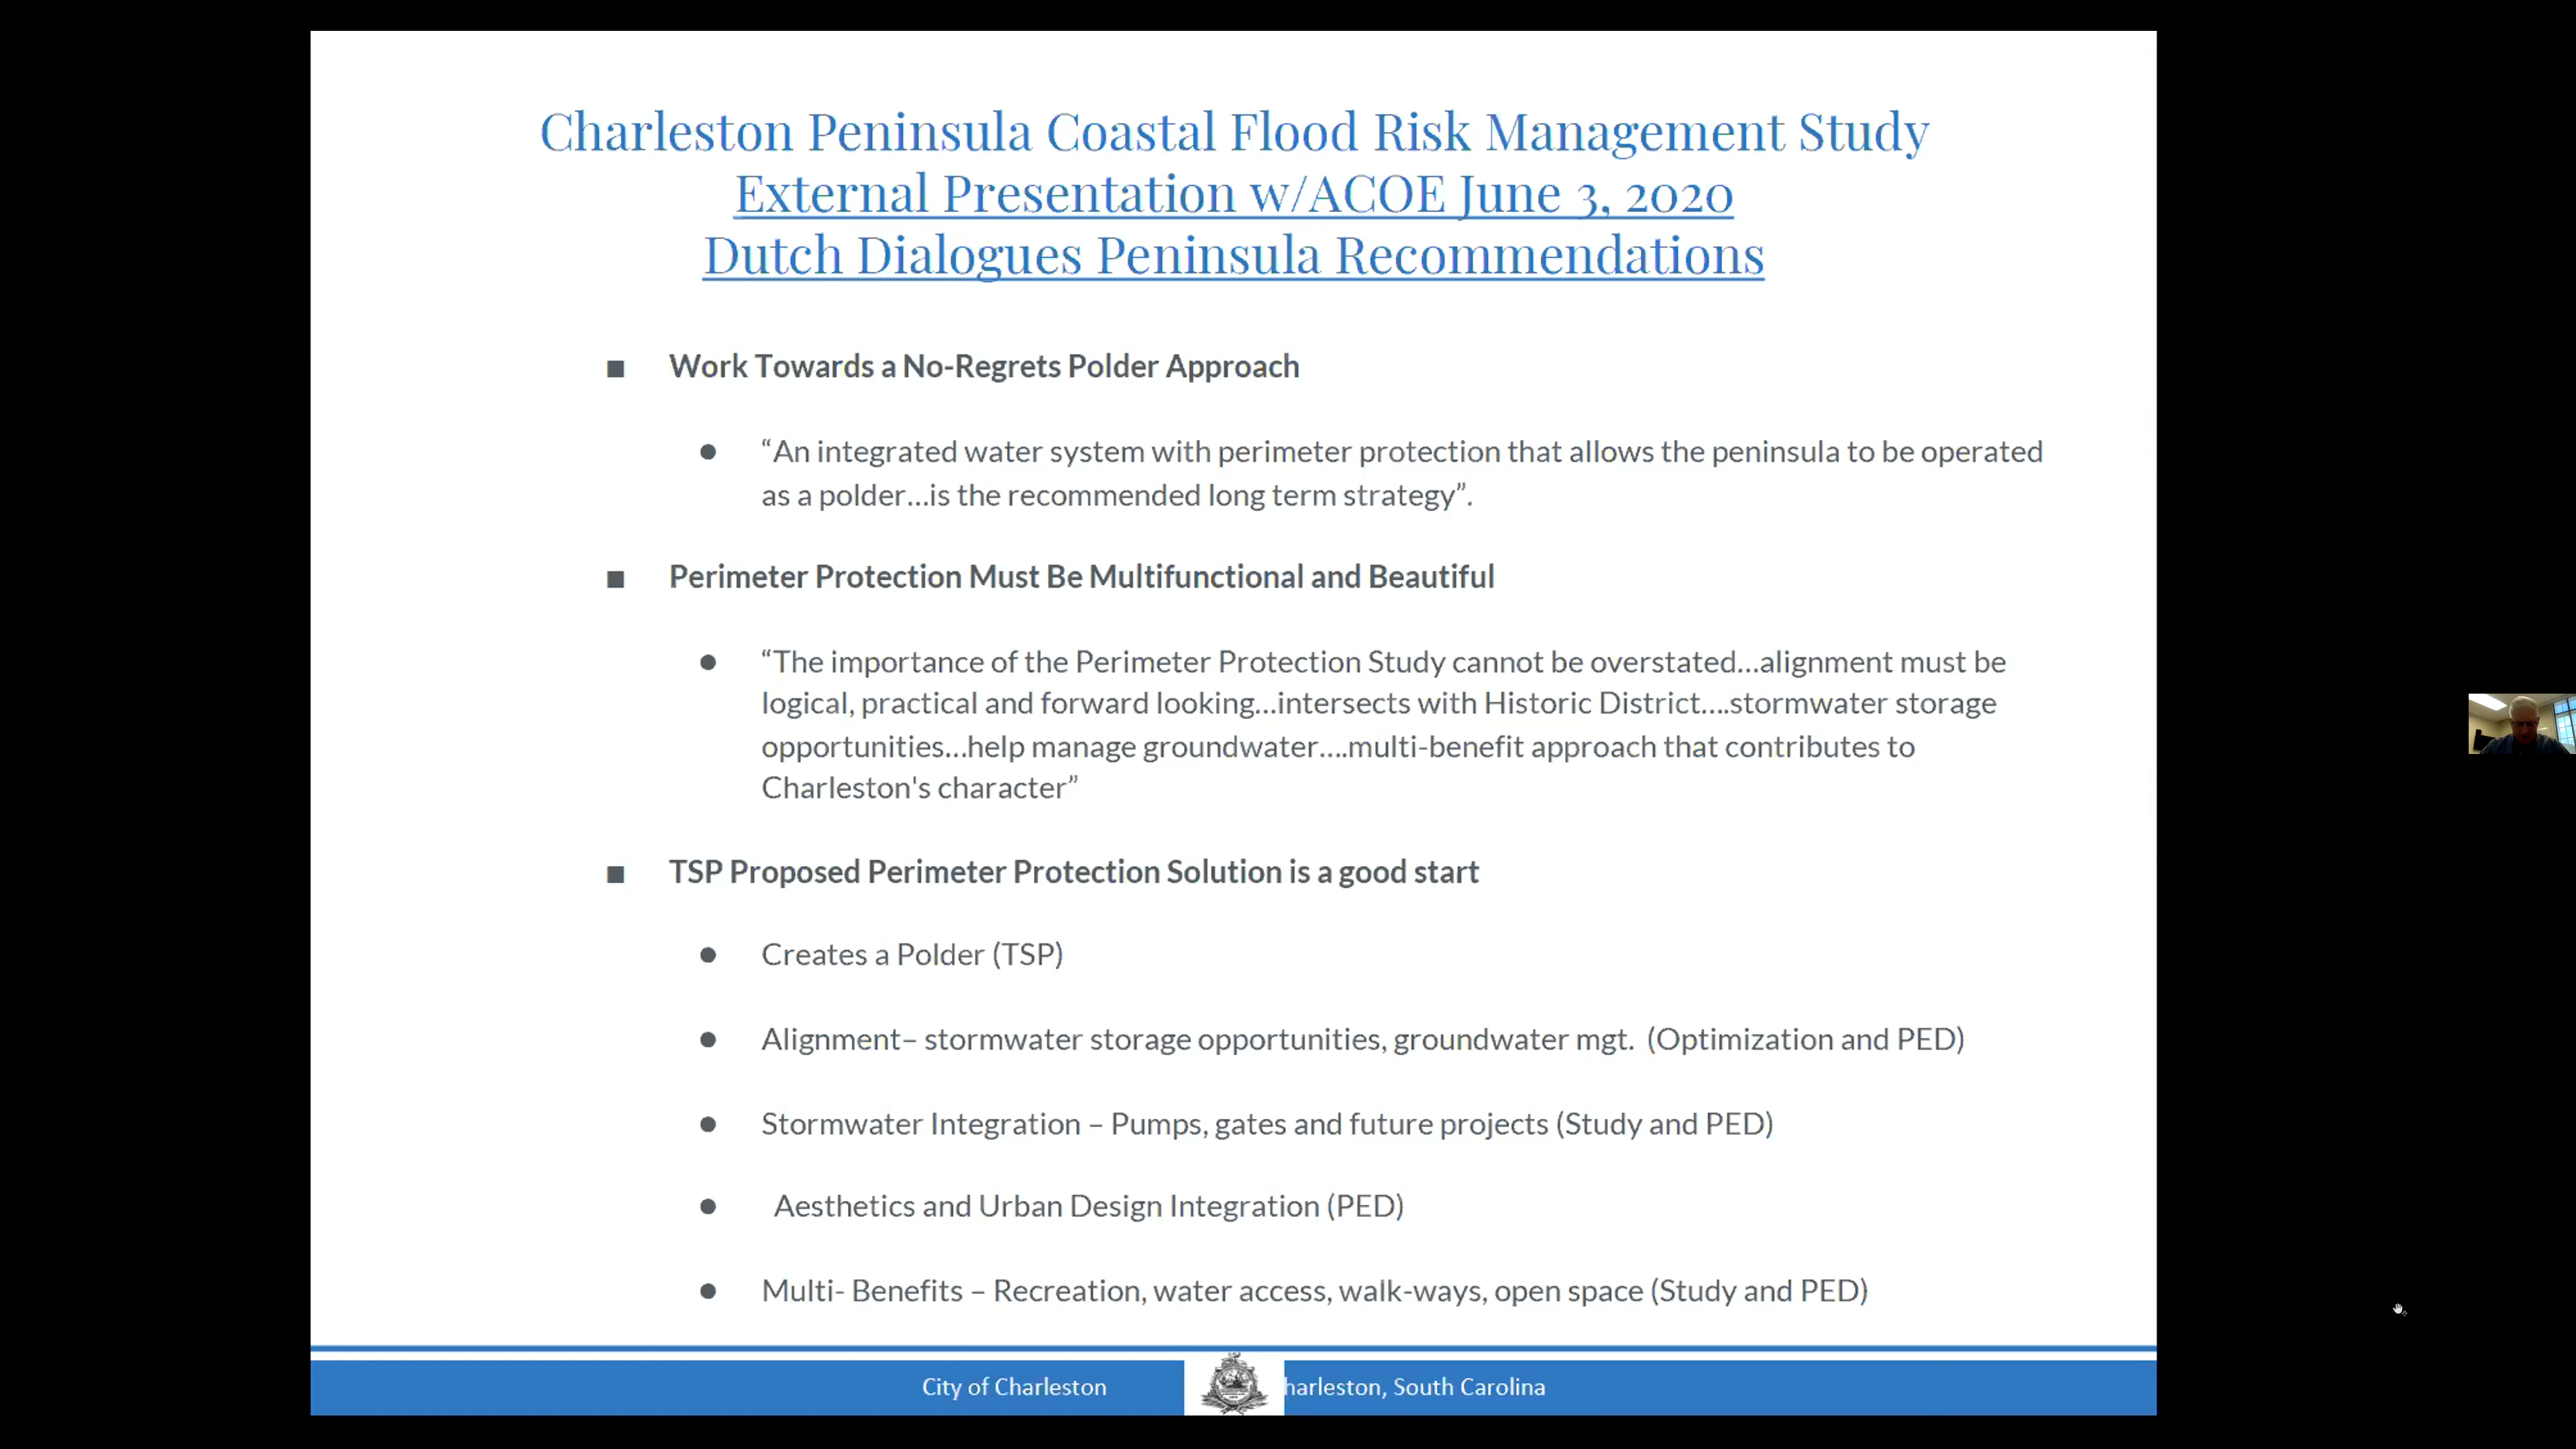 Charleston Peninsula Coastal Flood Risk Management Study
External Presentation w/ACOE June 3, 2020
Dutch Dialogues Peninsula Recommendations
■ Work Towards a No-Regrets Polder Approach
● “An integrated water system with perimeter protection that allows the peninsula to be operated
as a polder…is the recommended long term strategy”.
■ Perimeter Protection Must Be Multifunctional and Beautiful
● “The importance of the Perimeter Protection Study cannot be overstated…alignment must be
logical, practical and forward looking…intersects with Historic District….stormwater storage
opportunities…help manage groundwater….multi-benefit approach that contributes to
Charleston's character”
■ TSP Proposed Perimeter Protection Solution is a good start
● Creates a Polder (TSP)
● Alignment– stormwater storage opportunities, groundwater mgt. (Optimization and PED)
● Stormwater Integration – Pumps, gates and future projects (Study and PED)
● Aesthetics and Urban Design Integration (PED)
● Multi- Benefits – Recreation, water access, walk-ways, open space (Study and PED)
City of Charleston harleston, South Carolina